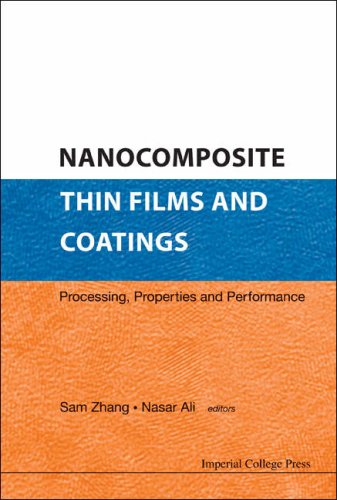 NANOCOMPOSITE
THIN FILMS AND
COATINGS
Processing, Properties and Performance
Sam Zhang • Nasar Ali editors
Imperial College Press